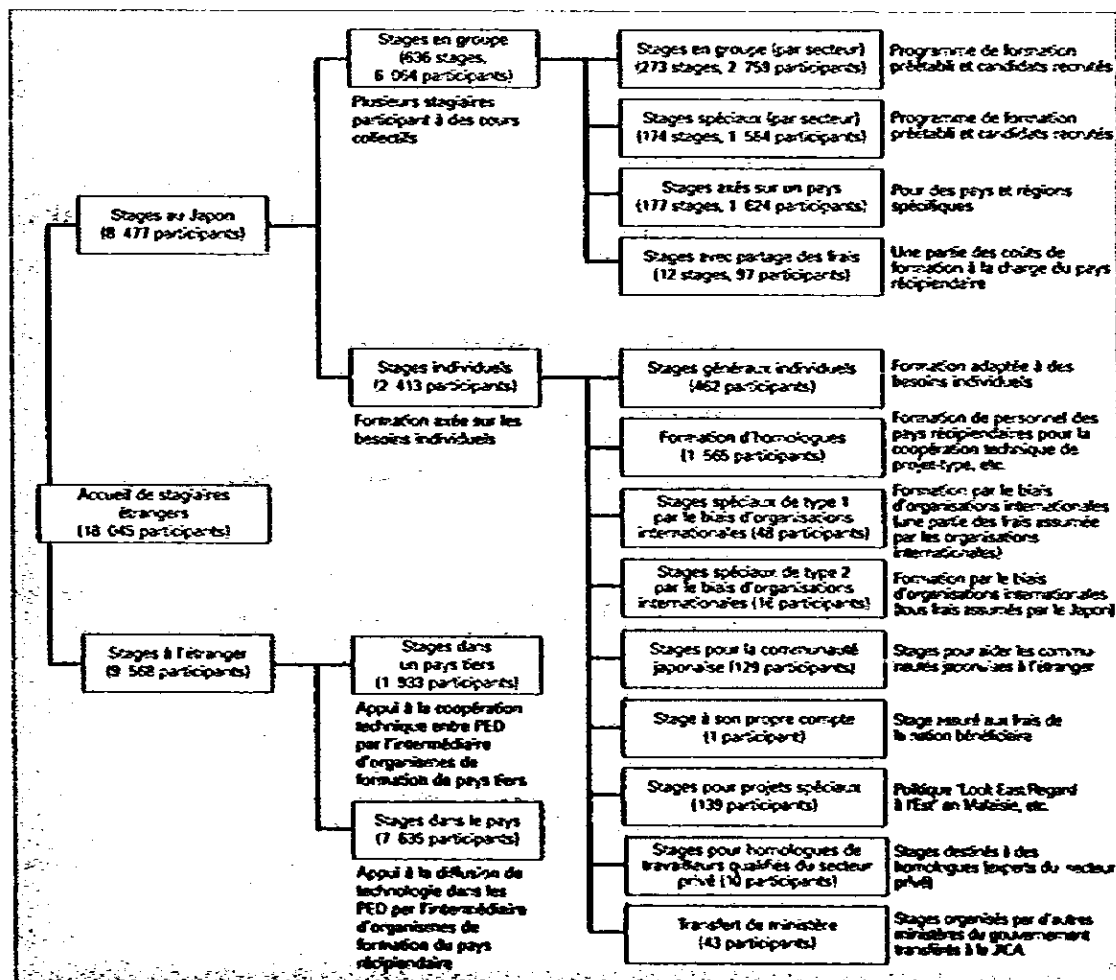 Stages en groupe
(636 stages,
6 064 participants)
Plusieurs stagiaires
participant à des cours
collectifs
Stages en groupe (par secteur)
(273 stages, 2 759 participants)
Programme de formation
préétabli et candidats recrutés
Stages spéciaux (par secteur)
(174 stages, 1 584 participants)
Programme de formation
préétabli et candidats recrutés
Stages axés sur un pays
(177 stages, 1 624 participants)
Pour des pays et régions
spécifiques
Stages avec partage des frais
(12 stages, 97 participants)
Une partie des coûts de
formation à la charge du pays
récipiendaire
Stages au Japon
(8 477 participants)
Stages individuels
(2 413 participants)
Formation axée sur les
besoins individuels
Stages généraux individuels
(462 participants)
Formation adaptée à des
besoins individuels
Formation d'homologues
(1 565 participants)
Formation de personnel des
pays récipiendaires pour la
coopération technique de
projet-type, etc.
Accueil de stagiaires
étrangers
(18 045 participants)
Stages spéciaux de type 1
par le biais d'organisations
internationales (48 participants)
Formation par le biais
d'organisations internationales
(une partie des frais assumée
par les organisations
internationales)
Stages spéciaux de type 2
par le biais d'organisations
internationales (16 participants)
Formation par le biais
d'organisations internationales
(tous frais assumés par le Japon)
Stages à l'étranger
(9 568 participants)
Stages dans
un pays tiers
(1 933 participants)
Appui à la coopération
technique entre PED
par l'intermédiaire
d'organismes de
formation de pays tiers
Stages dans le pays
(7 635 participants)
Appui à la diffusion de
technologie dans les
PED par l'intermédiaire
d'organismes de
formation du pays
récipiendaire
Stages pour la communauté
japonaise (129 participants)
Stages pour aider les commu-
nautés japonaises à l'étranger
Stage à son propre compte
(1 participant)
Stage assuré aux frais de
la nation bénéficiaire
Stages pour projets spéciaux
(139 participants)
Politique "Look East Regard
à l'Est" en Malaisie, etc.
Stages pour homologues de
travailleurs qualifiés du secteur
privé (10 participants)
Stages destinés à des
homologues (experts du secteur
privé)
Transfert de ministère
(43 participants)
Stages organisés par d'autres
ministères du gouvernement
transférés à la JICA